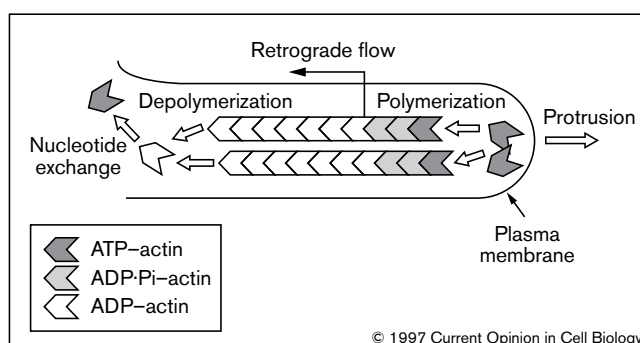 Retrograde flow
Depolymerization
Polymerization
Protrusion
Nucleotide
exchange
Plasma
membrane
ATP–actin
ADP·Pi–actin
ADP–actin
© 1997 Current Opinion in Cell Biology